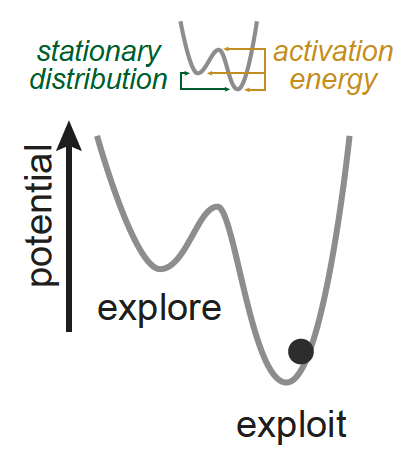 stationary
distribution
activation
energy
potential
explore
exploit